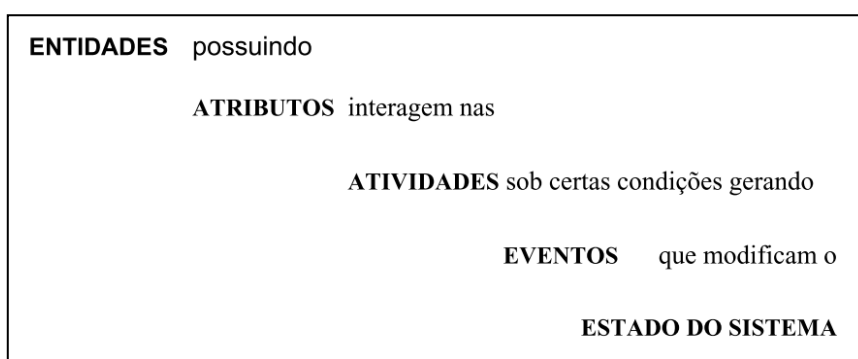 ENTIDADES possuindo
ATRIBUTOS interagem nas
ATIVIDADES sob certas condições gerando
EVENTOS que modificam o
ESTADO DO SISTEMA